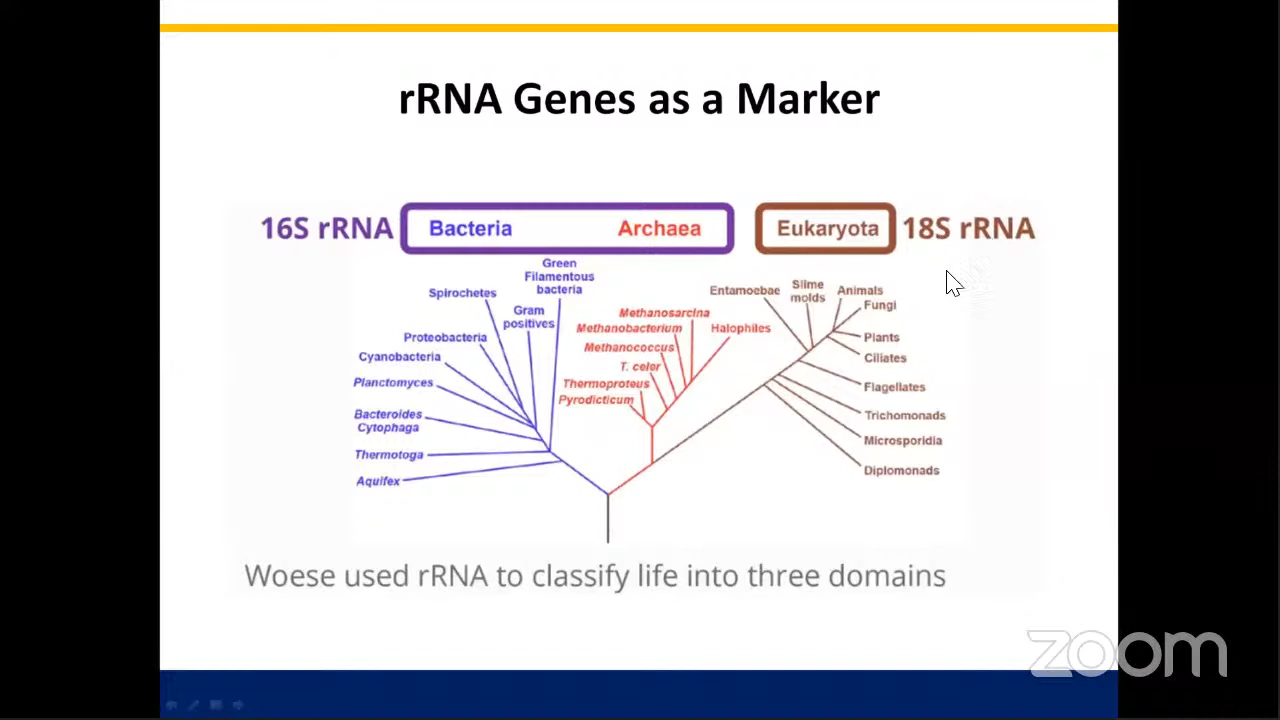 rRNA Genes as a Marker
16S rRNA
Bacteria
Archaea
Eukaryota
18S rRNA
Green
Filamentous
bacteria
Spirochetes
Gram
positives
Proteobacteria
Cyanobacteria
Planctomyces
Bacteroides
Cytophaga
Thermotoga
Aquifex
Methanosarcina
Methanobacterium
Halophiles
Methanococcus
T. celer
Thermoproteus
Pyrodicticum
Entamoebae
Slime
molds
Animals
Fungi
Plants
Ciliates
Flagellates
Trichomonads
Microsporidia
Diplomonads
Woese used rRNA to classify life into three domains
zoom